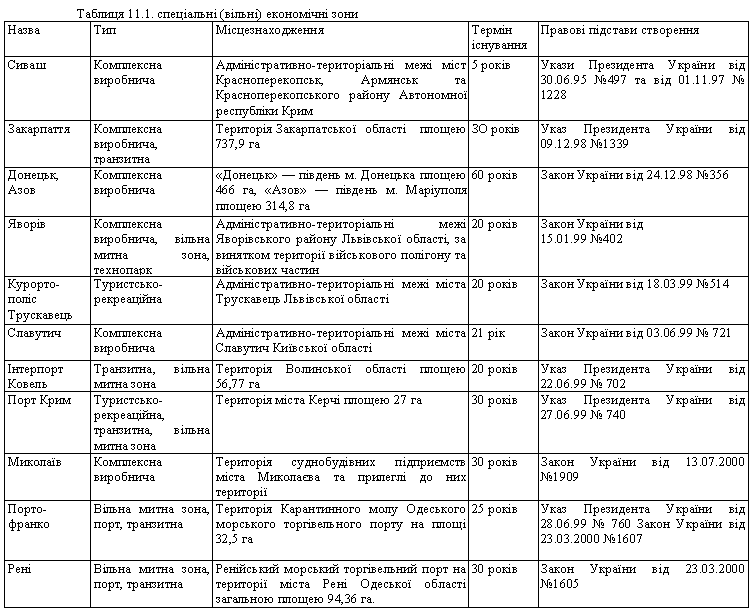 Таблиця 11.1. спеціальні (вільні) економічні зони
Назва Тип Місцезнаходження Термін існування Правові підстави створення
Сиваш
Комплексна
виробнича
Адміністративно-територіальні межі міст
Красноперекопськ, Армянськ та
Красноперекопського району Автономної
республіки Крим
5 років
Укази Президента України від
30.06.95 №497 та від 01.11.97 №
1228
Закарпаття
Комплексна
виробнича,
транзитна
Територія Закарпатської області площею
737,9 га
ЗО років
Указ Президента України від
09.12.98 №1339
Донецьк,
Азов
Комплексна
виробнича
«Донецьк» — південь м. Донецька площею
466 га, «Азов» — південь м. Маріуполя
площею 314,8 га
60 років
Закон України від 24.12.98 №356
Яворів
Комплексна
виробнича, вільна
митна зона,
технопарк
Адміністративно-територіальні межі
Яворівського району Львівської області, за
винятком території військового полігону та
військових частин
20 років
Закон України від
15.01.99 №402
Курорто-
поліс
Трускавець
Туристсько-
рекреаційна
Адміністративно-територіальні межі міста
Трускавець Львівської області
20 років
Закон України від 18.03.99 №514
Славутич
Комплексна
виробнича
Адміністративно-територіальні межі міста
Славутич Київської області
21 рік
Закон України від 03.06.99 № 721
Інтерпорт
Ковель
Транзитна, вільна
митна зона
Територія Волинської області площею
56,77 га
20 років
Указ Президента України від
22.06.99 № 702
Порт Крим
Туристсько-
рекреаційна,
транзитна, вільна
митна зона
Територія міста Керчі площею 27 га
30 років
Указ Президента України від
27.06.99 № 740
Миколаїв
Комплексна
виробнича
Територія суднобудівних підприємств
міста Миколаєва та прилеглі до них
території
30 років
Закон України від 13.07.2000
№1909
Порто-
франко
Вільна митна зона,
порт, транзитна
Територія Карантинного молу Одеського
морського торгівельного порту на площі
32,5 га
25 років
Указ Президента України від
28.06.99 № 760 Закон України від
23.03.2000 №1607
Рені
Вільна митна зона,
порт, транзитна
Ренійський морський торгівельний порт на
території міста Рені Одеської області
загальною площею 94,36 га.
30 років
Закон України від 23.03.2000
№1605